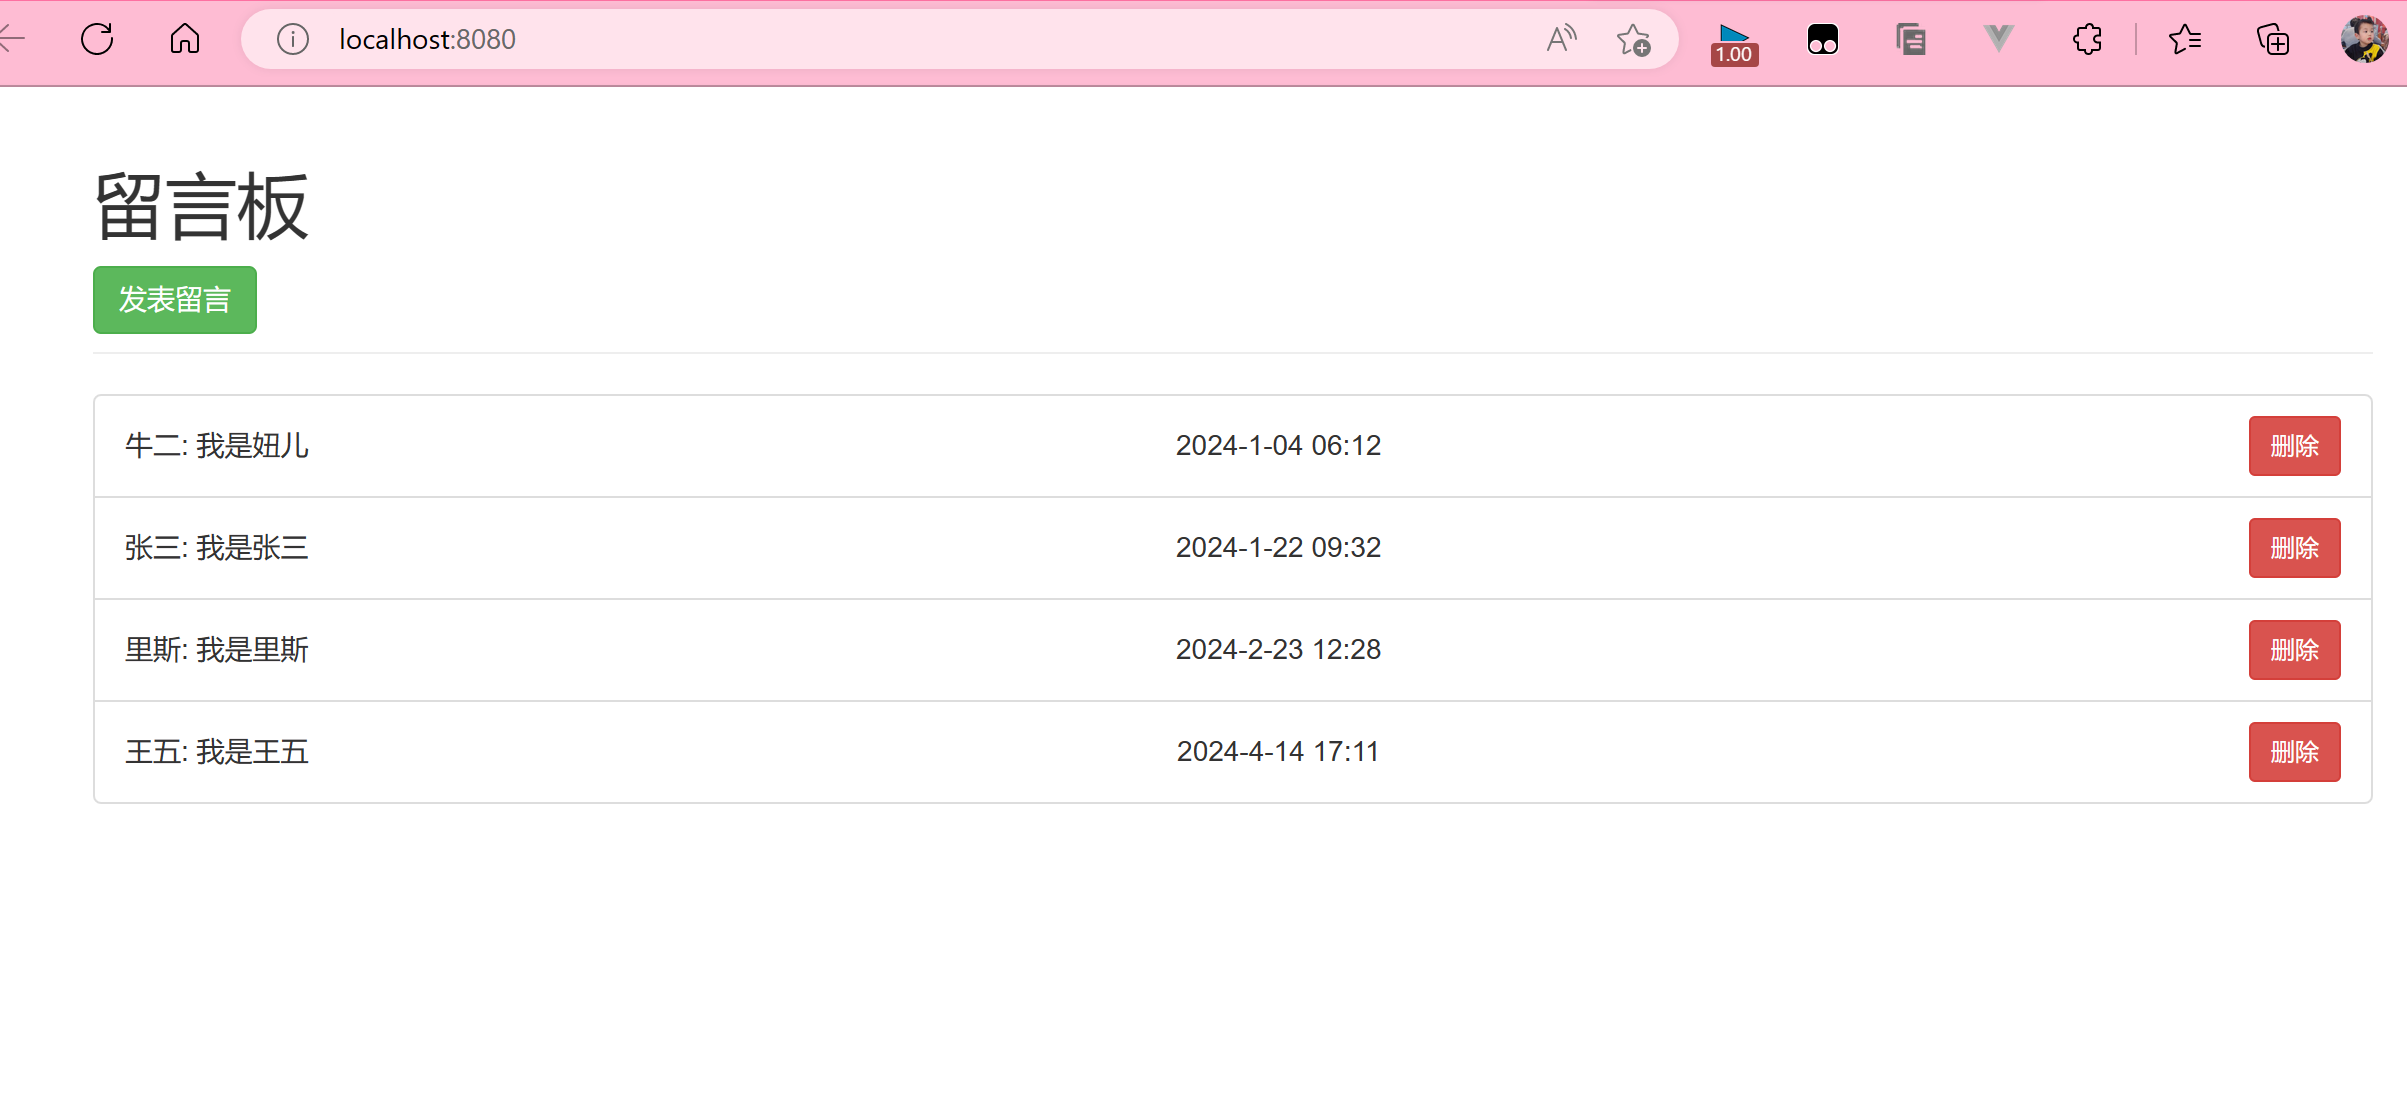 localhost:8080
1.00
留言板
发表留言
牛二: 我是妞儿 2024-1-04 06:12 删除
张三: 我是张三 2024-1-22 09:32 删除
里斯: 我是里斯 2024-2-23 12:28 删除
王五: 我是王五 2024-4-14 17:11 删除